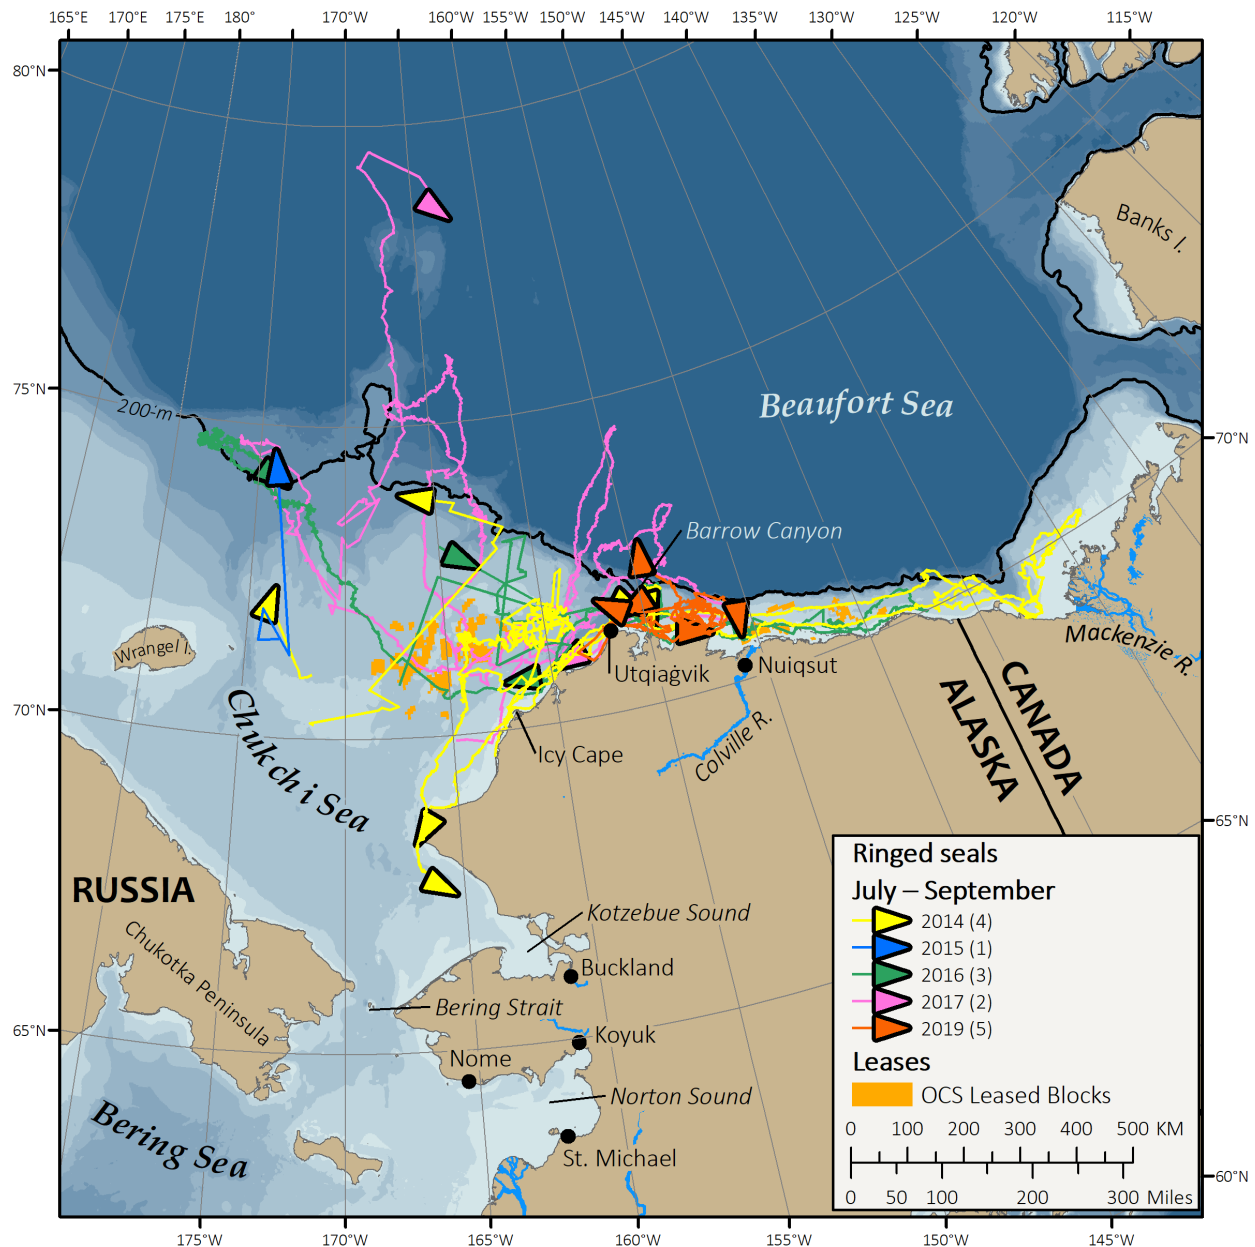 165°E 170°E 175°E 180° 170°W 160°W 155°W 150°W 145°W 140°W 135°W 130°W 125°W 120°W 115°W
80°N
Banks I.
75°N
200-m
Beaufort Sea
70°N
Barrow Canyon
Mackenzie R.
Wrangel I.
Utqiaġvik
Nuiqsut
CANADA
ALASKA
70°N
Chukchi Sea
Icy Cape
Colville R.
65°N
RUSSIA
Chukotka Peninsula
Kotzebue Sound
Buckland
Bering Strait
65°N
Koyuk
Nome
Norton Sound
Bering Sea
St. Michael
60°N
Ringed seals
July – September
2014 (4)
2015 (1)
2016 (3)
2017 (2)
2019 (5)
Leases
OCS Leased Blocks
0 100 200 300 400 500 KM
0 50 100 200 300 Miles
175°W 170°W 165°W 160°W 155°W 150°W 145°W